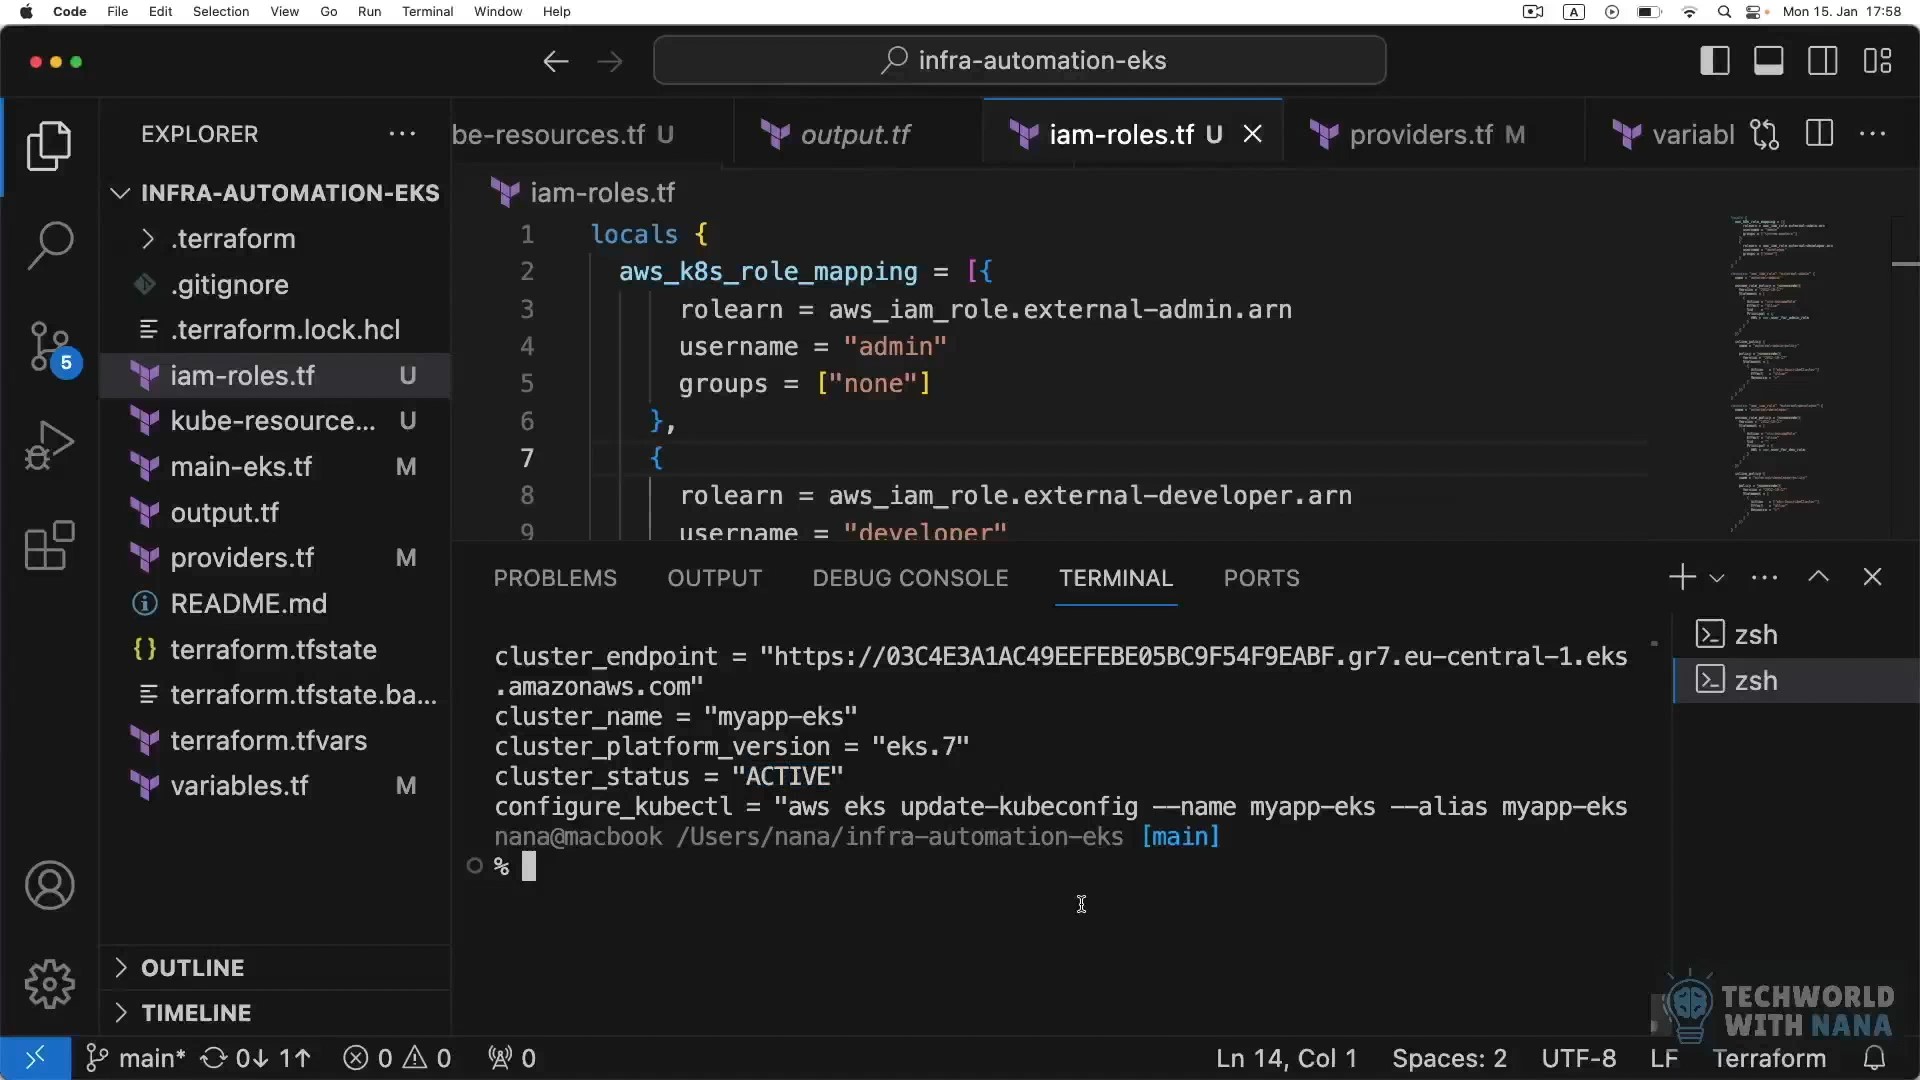 Code File Edit Selection View Go Run Terminal Window Help
A
Mon 15. Jan 17:58
infra-automation-eks
EXPLORER
be-resources.tf U
output.tf
iam-roles.tf U
providers.tf M
variabl
INFRA-AUTOMATION-EKS
.terraform
.gitignore
.terraform.lock.hcl
iam-roles.tf U
kube-resource... U
main-eks.tf M
output.tf
providers.tf M
README.md
terraform.tfstate
terraform.tfstate.ba...
terraform.tfvars
variables.tf M
OUTLINE
TIMELINE
5
iam-roles.tf
1 locals {
2 aws_k8s_role_mapping = [{
3 rolearn = aws_iam_role.external-admin.arn
4 username = "admin"
5 groups = ["none"]
6 },
7 {
8 rolearn = aws_iam_role.external-developer.arn
9 username = "developer"
PROBLEMS OUTPUT DEBUG CONSOLE TERMINAL PORTS
cluster_endpoint = "https://03C4E3A1AC49EEFEBE05BC9F54F9EABF.gr7.eu-central-1.eks
.amazonaws.com"
cluster_name = "myapp-eks"
cluster_platform_version = "eks.7"
cluster_status = "ACTIVE"
configure_kubectl = "aws eks update-kubeconfig --name myapp-eks --alias myapp-eks
nana@macbook /Users/nana/infra-automation-eks [main]
%
zsh
zsh
TECHWORLD
WITH NANA
main* 0↓ 1↑ 0 0 0
Ln 14, Col 1 Spaces: 2 UTF-8 LF Terraform